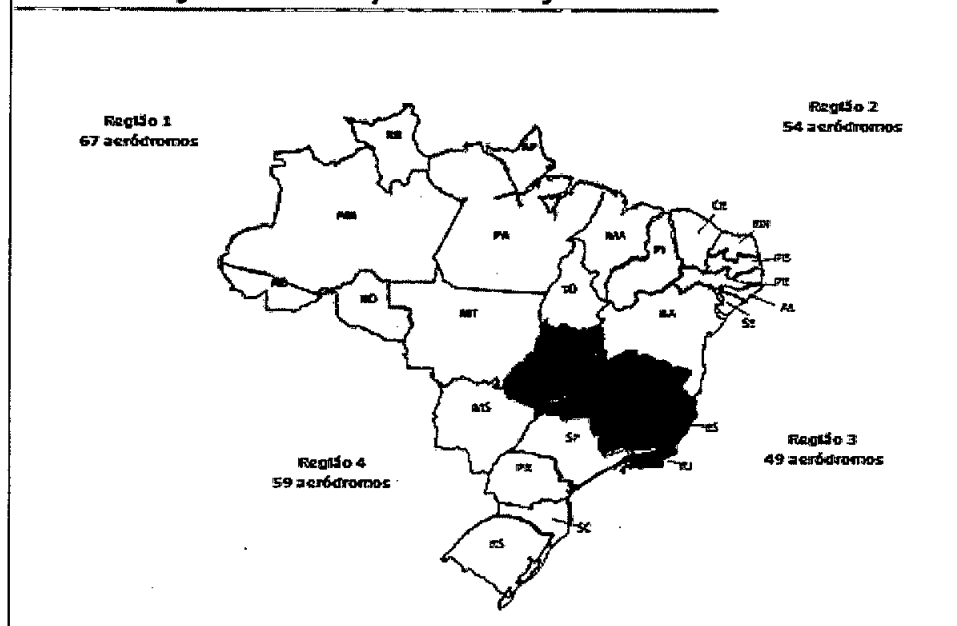 Região 1
67 aeródromos
Região 2
54 aeródromos
RR
AP
AM
PA
MA
CE
RN
PI
PB
PE
AL
SE
AC
RO
TO
MT
BA
MS
ES
SP
RJ
PR
SC
RS
Região 3
49 aeródromos
Região 4
59 aeródromos